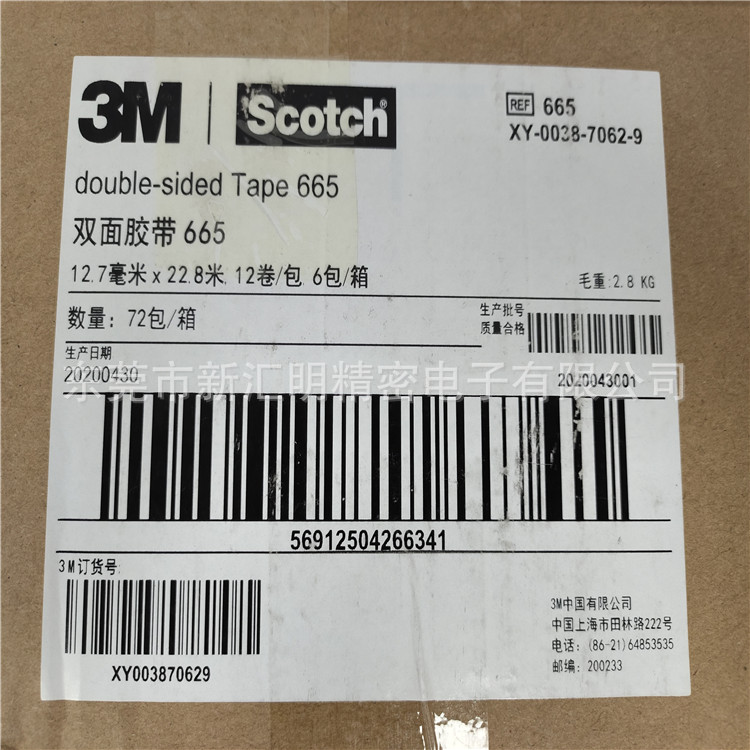 3M Scotch®
REF 665
XY-0038-7062-9
double-sided Tape 665
双面胶带 665
12.7毫米 x 22.8米, 12卷/包, 6包/箱
毛重:2.8 KG
数量: 72包/箱
生产批号
质量合格
生产日期
20200430
2020043001
东莞市新汇明精密电子有限公司
56912504266341
3M订货号:
XY003870629
3M中国有限公司
中国上海市田林路222号
电话: (86-21)64853535
邮编: 200233